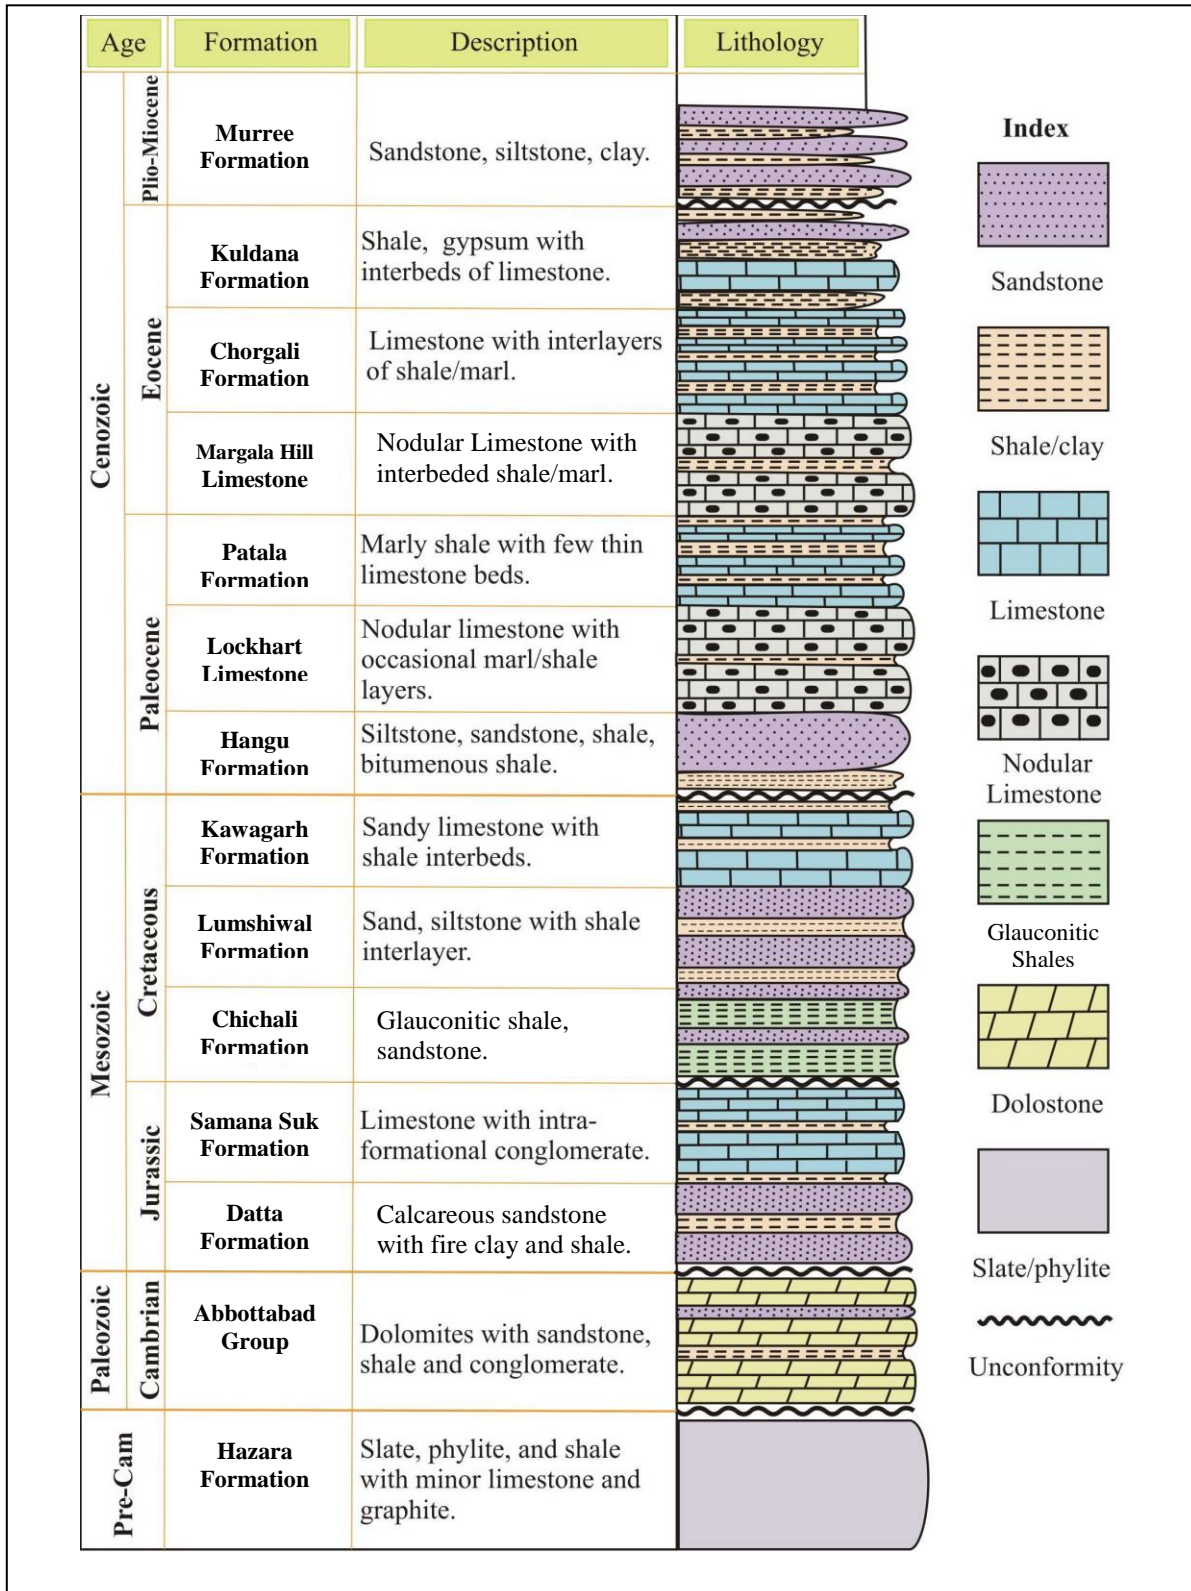 Age Formation Description Lithology
Cenozoic
Plio-Miocene
Murree
Formation
Sandstone, siltstone, clay.
Eocene
Kuldana
Formation
Shale, gypsum with
interbeds of limestone.
Chorgali
Formation
Limestone with interlayers
of shale/marl.
Margala Hill
Limestone
Nodular Limestone with
interbeded shale/marl.
Paleocene
Patala
Formation
Marly shale with few thin
limestone beds.
Lockhart
Limestone
Nodular limestone with
occasional marl/shale
layers.
Hangu
Formation
Siltstone, sandstone, shale,
bitumenous shale.
Mesozoic
Cretaceous
Kawagarh
Formation
Sandy limestone with
shale interbeds.
Lumshiwal
Formation
Sand, siltstone with shale
interlayer.
Chichali
Formation
Glauconitic shale,
sandstone.
Jurassic
Samana Suk
Formation
Limestone with intra-
formational conglomerate.
Datta
Formation
Calcareous sandstone
with fire clay and shale.
Paleozoic
Cambrian
Abbottabad
Group
Dolomites with sandstone,
shale and conglomerate.
Pre-Cam
Hazara
Formation
Slate, phylite, and shale
with minor limestone and
graphite.
Index
Sandstone
Shale/clay
Limestone
Nodular
Limestone
Glauconitic
Shales
Dolostone
Slate/phylite
Unconformity